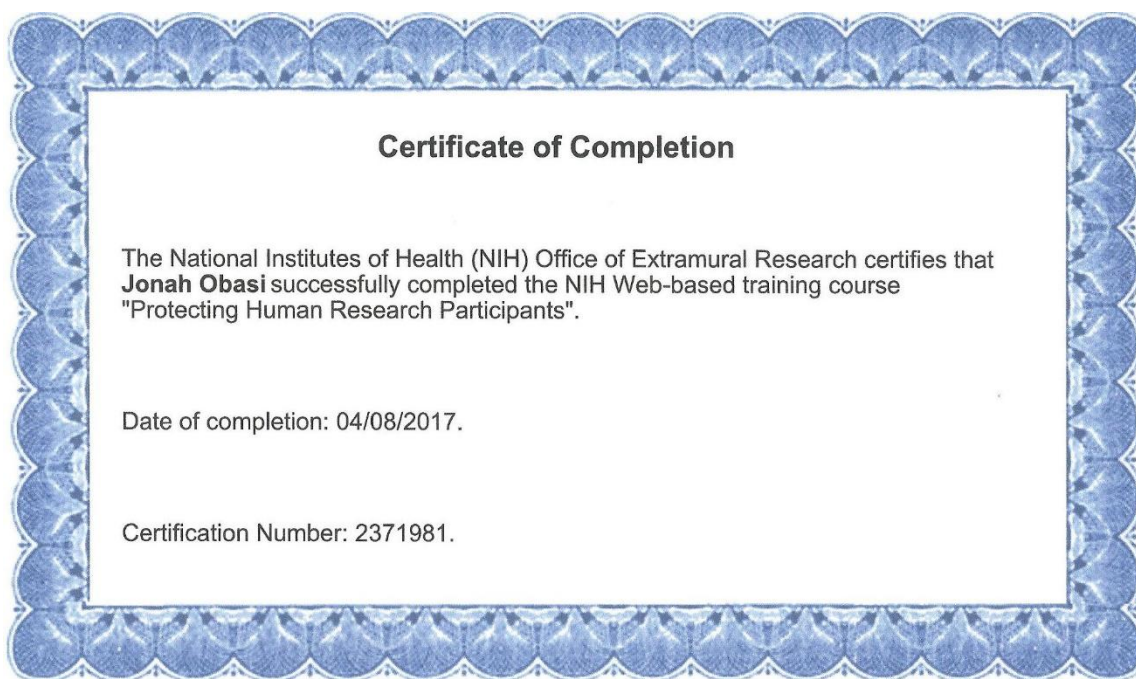 Certificate of Completion
The National Institutes of Health (NIH) Office of Extramural Research certifies that
Jonah Obasi successfully completed the NIH Web-based training course
"Protecting Human Research Participants".
Date of completion: 04/08/2017.
Certification Number: 2371981.